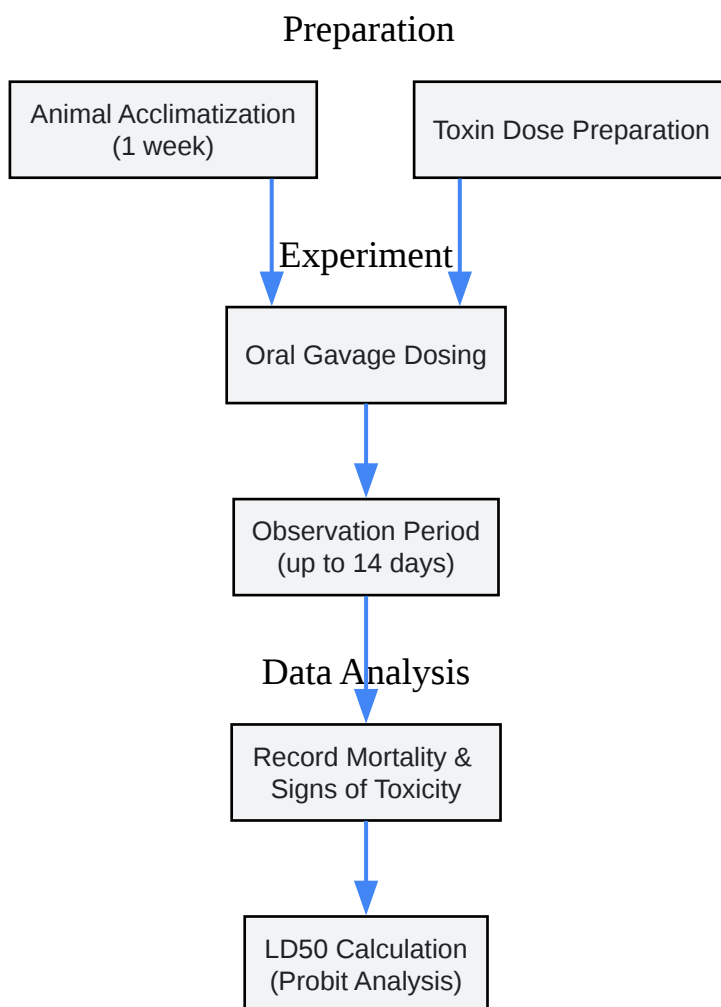 Preparation
Animal Acclimatization
(1 week)
Toxin Dose Preparation
Experiment
Oral Gavage Dosing
Observation Period
(up to 14 days)
Data Analysis
Record Mortality &
Signs of Toxicity
LD50 Calculation
(Probit Analysis)